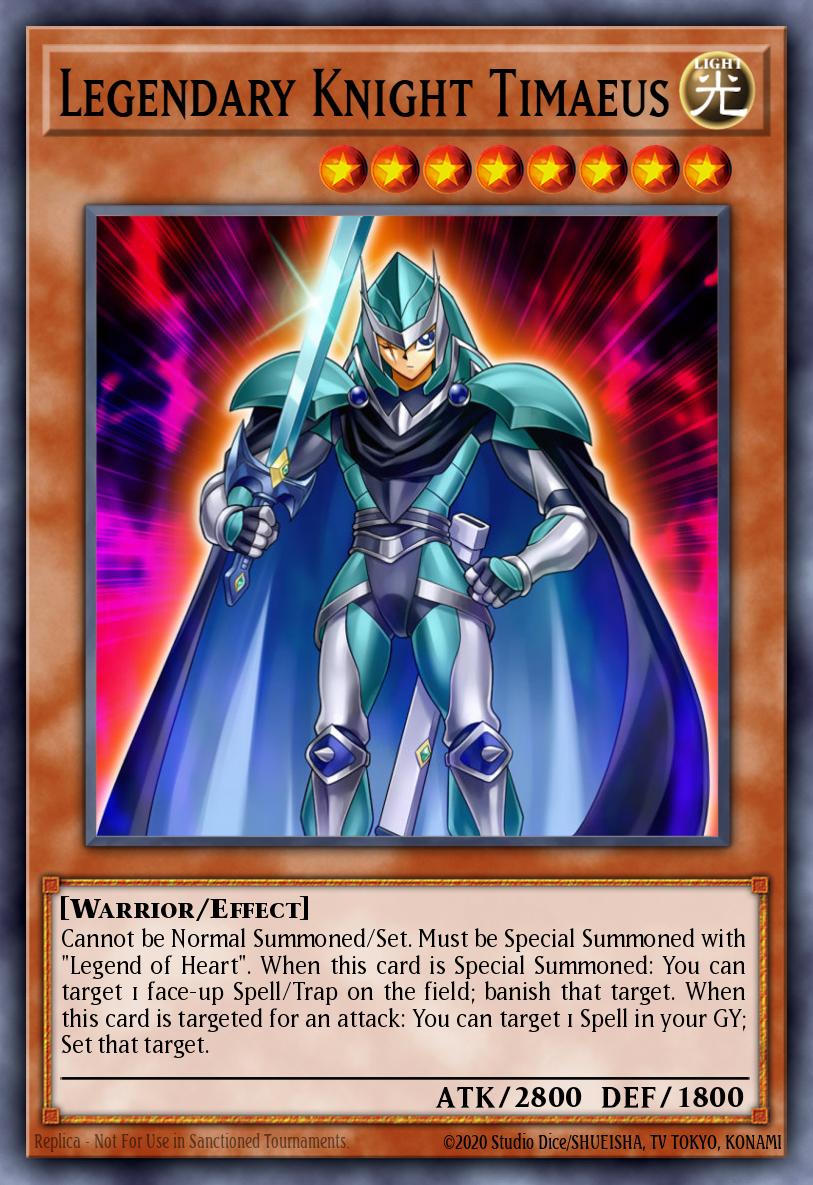 Legendary Knight Timaeus
LIGHT
光
[Warrior/Effect]
Cannot be Normal Summoned/Set. Must be Special Summoned with
"Legend of Heart". When this card is Special Summoned: You can
target 1 face-up Spell/Trap on the field; banish that target. When
this card is targeted for an attack: You can target 1 Spell in your GY;
Set that target.
ATK/2800 DEF/1800
Replica - Not For Use in Sanctioned Tournaments.
©2020 Studio Dice/SHUEISHA, TV TOKYO, KONAMI